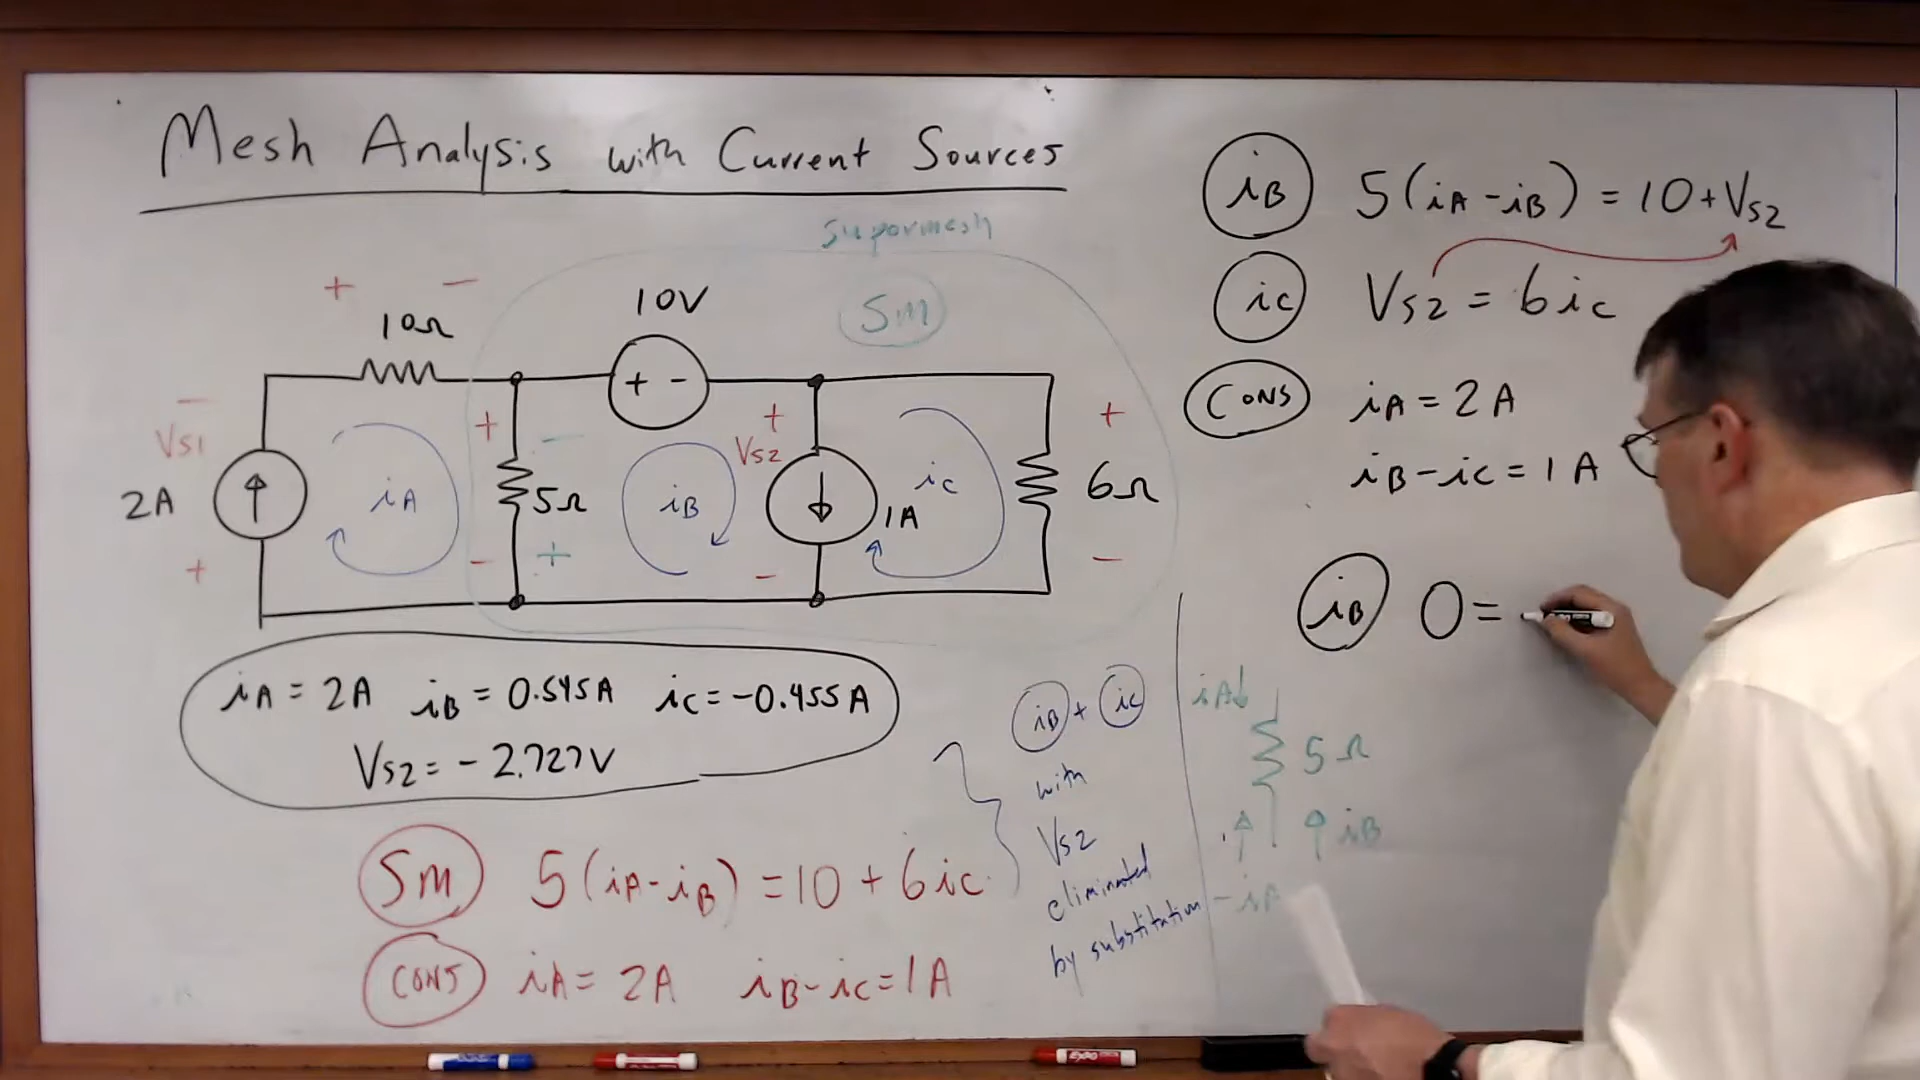 Mesh Analysis with Current Sources
Supermesh
Sm
+ −
10Ω
10V
+ −
− Vs1 +
2A
iA
+ −
− +
5Ω
iB
+ Vs2 −
1A
iC
+ −
6Ω
iA = 2A iB = 0.545A iC = -0.455A
Vs2 = - 2.727V
Sm 5(iA-iB) = 10 + 6ic
CONS iA = 2A iB - iC = 1A
iB + ic
with
Vs2
eliminated
by substitution
iB 5(iA - iB) = 10 + Vs2
ic Vs2 = 6ic
CONS iA = 2A
iB - iC = 1A
iB 0 =
iA↓
5Ω
↑ ↑ iB
-iA
EXPO